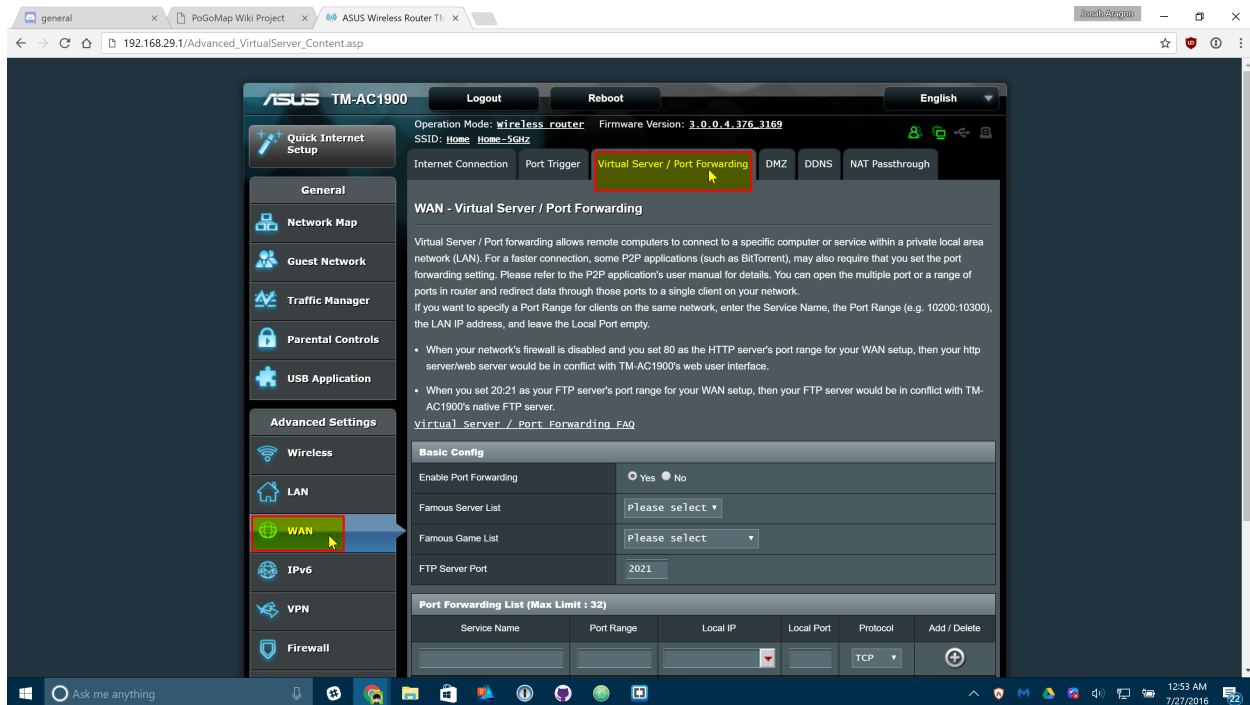 general
PoGoMap Wiki Project
ASUS Wireless Router TM
Jonah Aragon
192.168.29.1/Advanced_VirtualServer_Content.asp
ASUS TM-AC1900
Logout
Reboot
English
Quick Internet
Setup
General
Network Map
Guest Network
Traffic Manager
Parental Controls
USB Application
Advanced Settings
Wireless
LAN
WAN
IPv6
VPN
Firewall
Operation Mode: Wireless router Firmware Version: 3.0.0.4.376_3169
SSID: Home Home-5GHz
Internet Connection
Port Trigger
Virtual Server / Port Forwarding
DMZ
DDNS
NAT Passthrough
WAN - Virtual Server / Port Forwarding
Virtual Server / Port forwarding allows remote computers to connect to a specific computer or service within a private local area
network (LAN). For a faster connection, some P2P applications (such as BitTorrent), may also require that you set the port
forwarding setting. Please refer to the P2P application's user manual for details. You can open the multiple port or a range of
ports in router and redirect data through those ports to a single client on your network.
If you want to specify a Port Range for clients on the same network, enter the Service Name, the Port Range (e.g. 10200:10300),
the LAN IP address, and leave the Local Port empty.
• When your network's firewall is disabled and you set 80 as the HTTP server's port range for your WAN setup, then your http
server/web server would be in conflict with TM-AC1900's web user interface.
• When you set 20:21 as your FTP server's port range for your WAN setup, then your FTP server would be in conflict with TM-
AC1900's native FTP server.
Virtual Server / Port Forwarding FAQ
Basic Config
Enable Port Forwarding Yes No
Famous Server List Please select
Famous Game List Please select
FTP Server Port 2021
Port Forwarding List (Max Limit : 32)
Service Name Port Range Local IP Local Port Protocol Add / Delete
TCP
Ask me anything
12:53 AM
7/27/2016
22